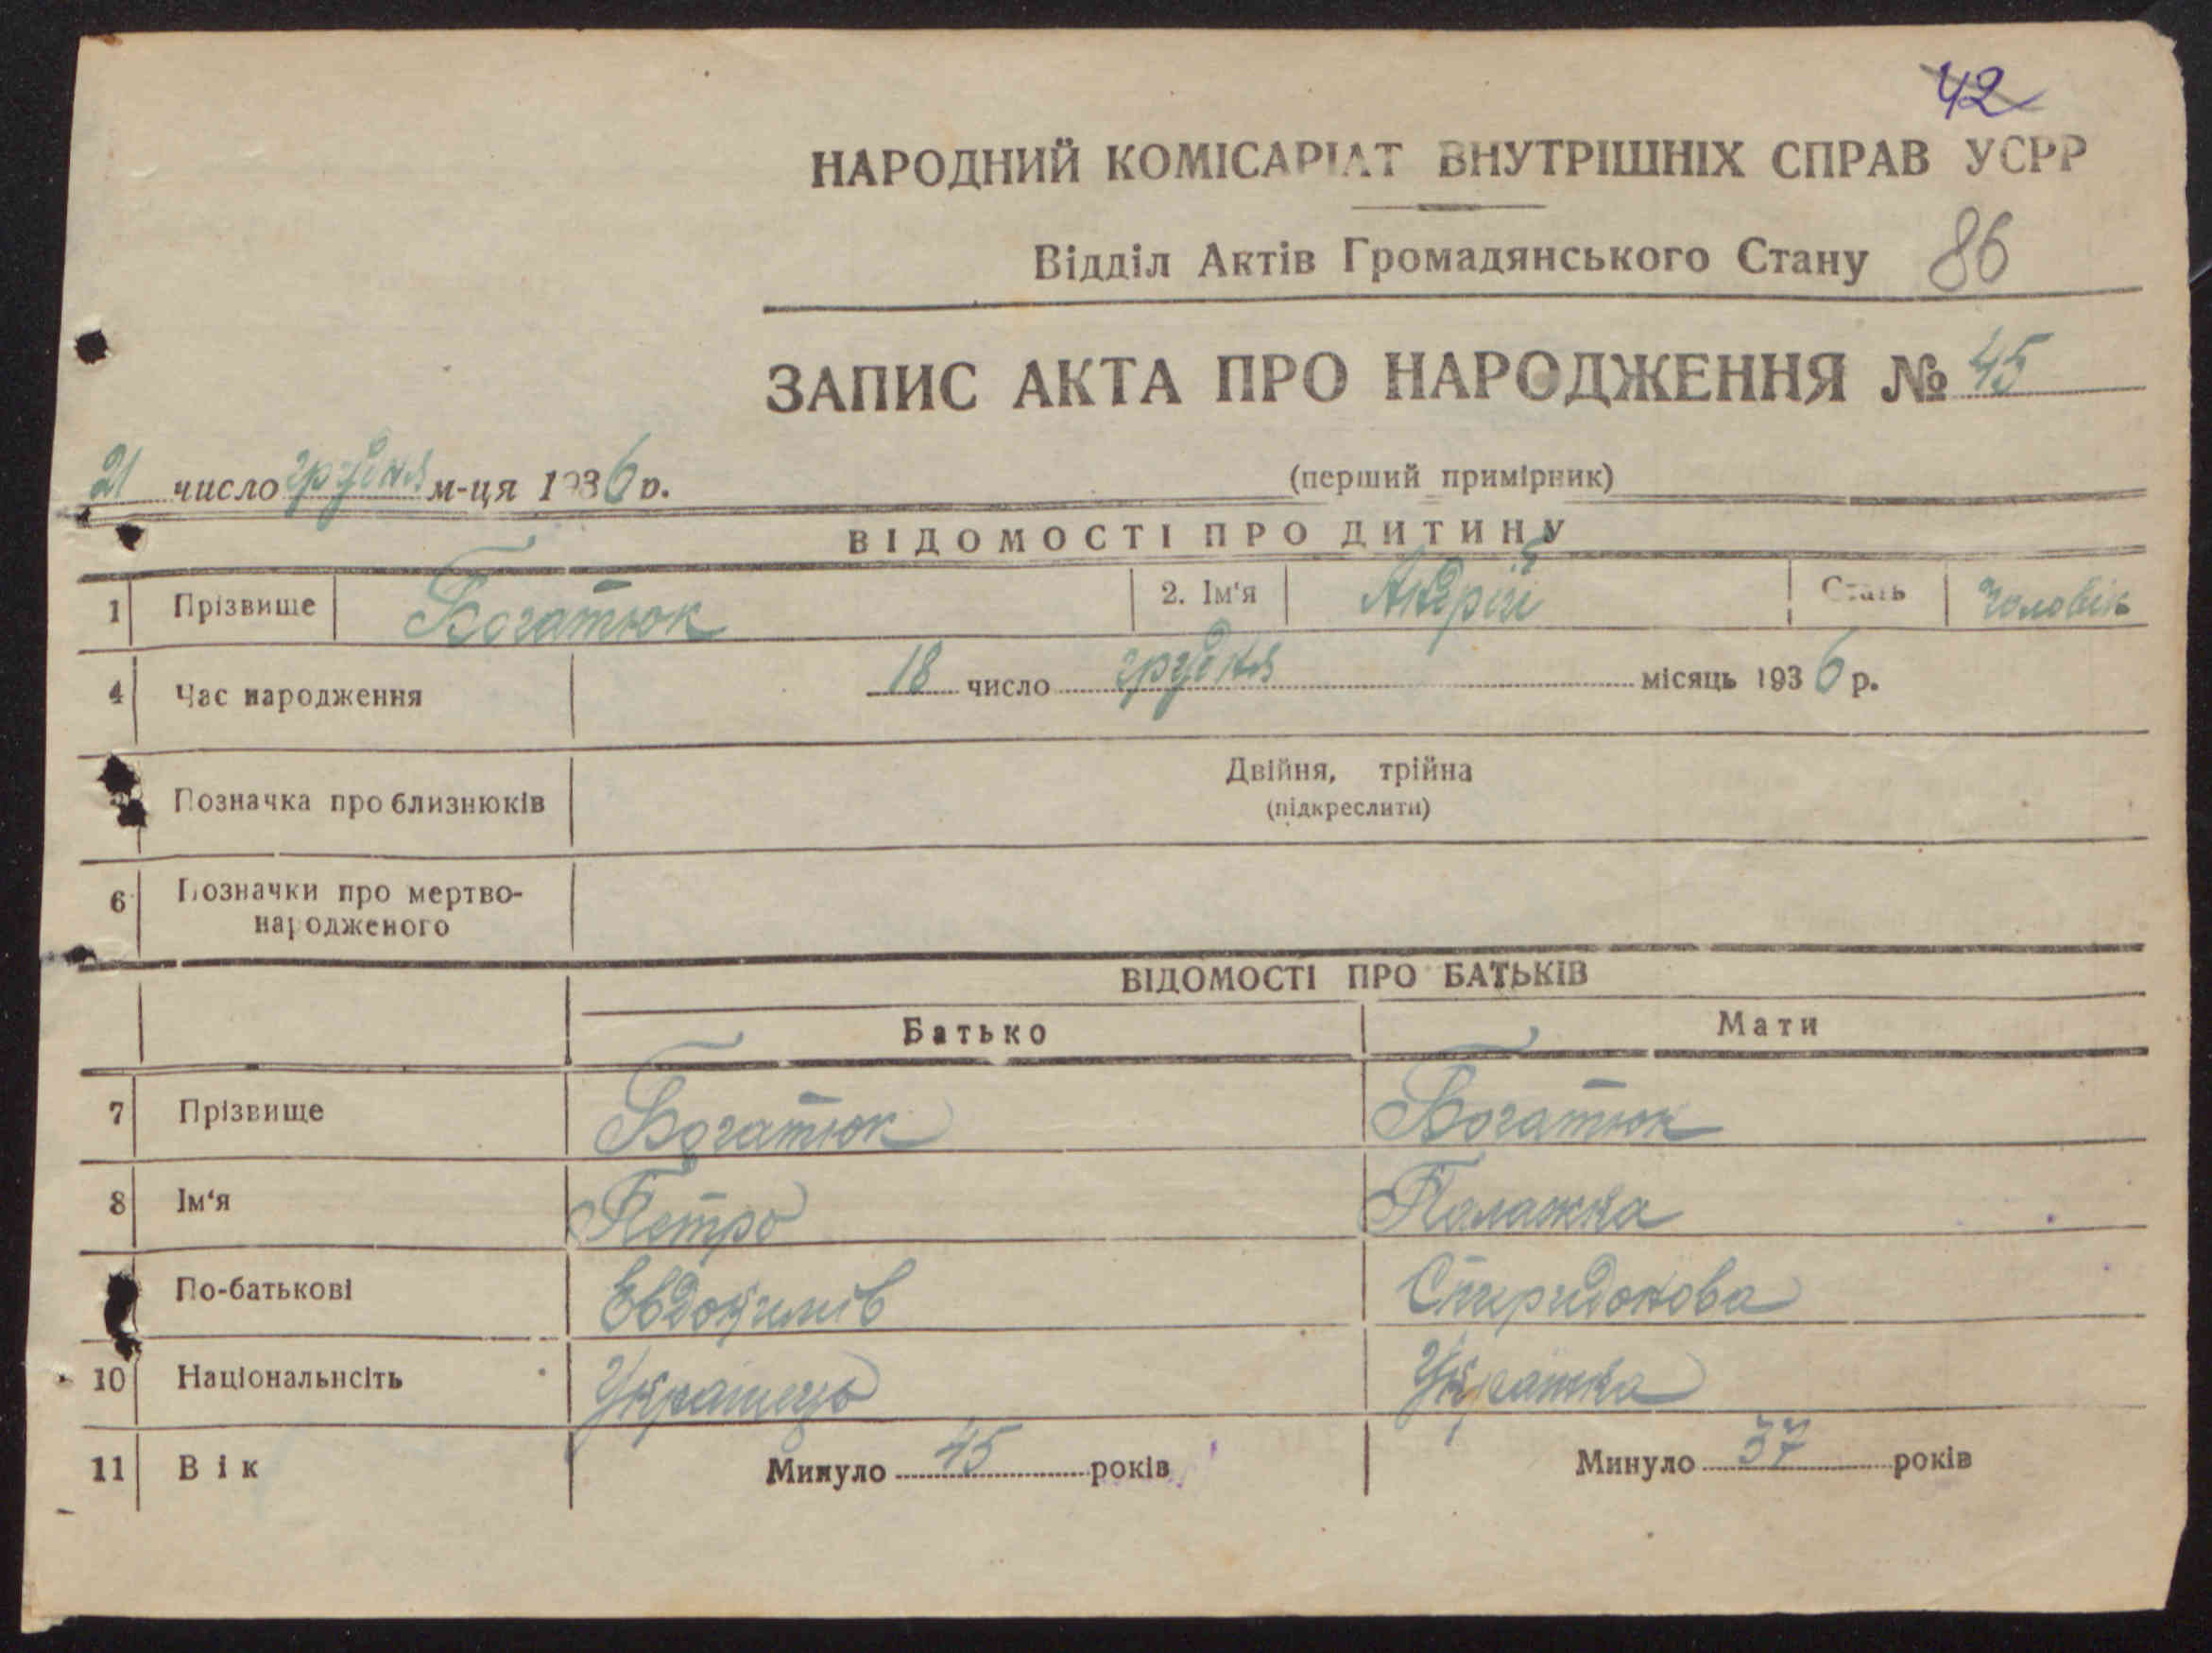 42
НАРОДНИЙ КОМІСАРІАТ ВНУТРІШНІХ СПРАВ УСРР
Відділ Актів Громадянського Стану 86
ЗАПИС АКТА ПРО НАРОДЖЕННЯ № 45
21 число грудня м-ця 1936 р.
(перший примірник)
ВІДОМОСТІ ПРО ДИТИНУ
1 Прізвище Богатюк 2. Ім'я Андрій Стать Чоловік
4 Час народження 18 число грудня місяць 1936 р.
Двійня, трійна
Позначка про близнюків
(підкреслити)
6 Позначки про мертво-
народженого
ВІДОМОСТІ ПРО БАТЬКІВ
Батько Мати
7 Прізвище Богатюк Богатюк
8 Ім'я Петро Палажка
По-батькові Евдокимів Спиридонова
10 Національнсіть Українець Українка
11 Вік Минуло 45 років Минуло 37 років